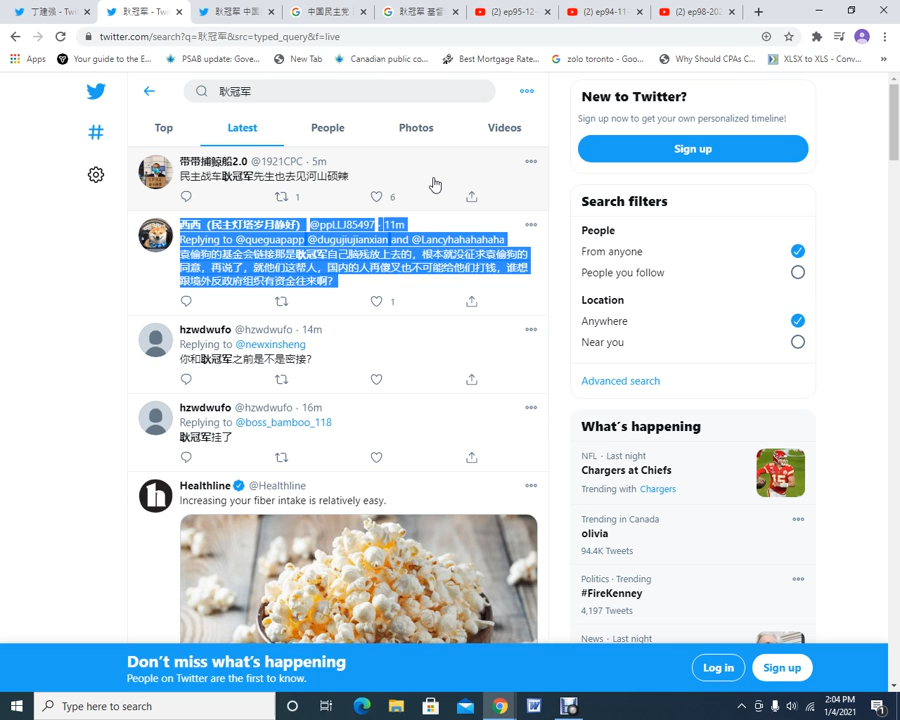 丁建强 - Twi
耿冠军 - Tw
耿冠军 中国
中国民主党
耿冠军 基督
(2) ep95-12
(2) ep94-11
(2) ep98-202
twitter.com/search?q=耿冠军&src=typed_query&f=live
Apps
Your guide to the E...
PSAB update: Gove...
New Tab
Canadian public co...
Best Mortgage Rate...
zolo toronto - Goo...
Why Should CPAs C...
XLSX to XLS - Conv...
»
耿冠军
Top
Latest
People
Photos
Videos
带带捕鲸船2.0 @1921CPC · 5m
民主战车耿冠军先生也去见河山硕辣
1
6
西西（民主灯塔岁月静好） @ppLLJ85497 · 11m
Replying to @queguapapp @dugujiujianxian and @Lancyhahahahaha
袁偷狗的基金会链接那是耿冠军自己脑残放上去的，根本就没征求袁偷狗的
同意，再说了，就他们这帮人，国内的人再傻叉也不可能给他们打钱，谁想
跟境外反政府组织有资金往来啊？
1
hzwdwufo @hzwdwufo · 14m
Replying to @newxinsheng
你和耿冠军之前是不是密接?
hzwdwufo @hzwdwufo · 16m
Replying to @boss_bamboo_118
耿冠军挂了
Healthline @Healthline
Increasing your fiber intake is relatively easy.
New to Twitter?
Sign up now to get your own personalized timeline!
Sign up
Search filters
People
From anyone
People you follow
Location
Anywhere
Near you
Advanced search
What's happening
NFL · Last night
Chargers at Chiefs
Trending with Chargers
Trending in Canada
olivia
94.4K Tweets
Politics · Trending
#FireKenney
4,197 Tweets
News · Last night
Don't miss what's happening
People on Twitter are the first to know.
Log in
Sign up
Type here to search
2:04 PM
1/4/2021